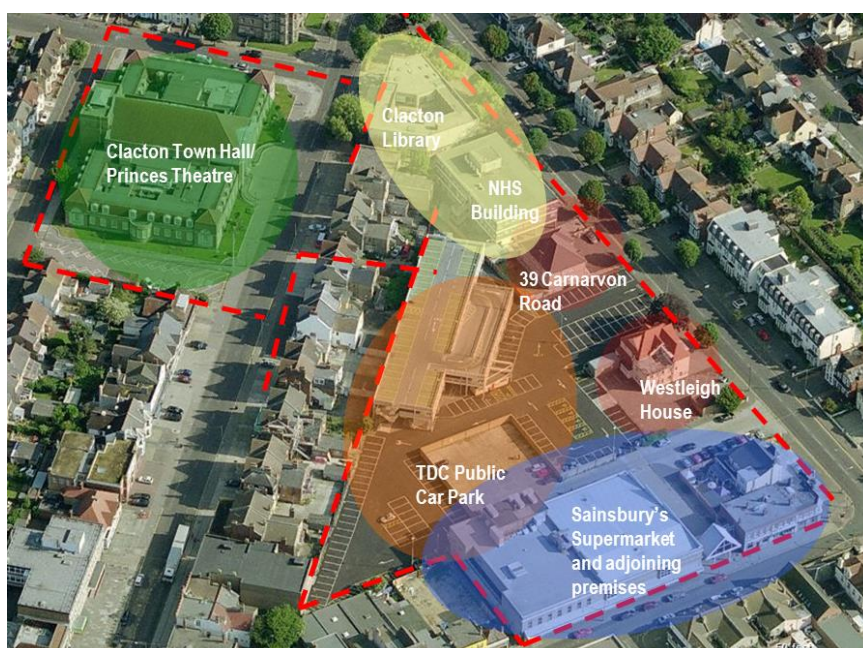 Clacton Town Hall/
Princes Theatre
Clacton
Library
NHS
Building
39 Carnarvon
Road
Westleigh
House
TDC Public
Car Park
Sainsbury's
Supermarket
and adjoining
premises